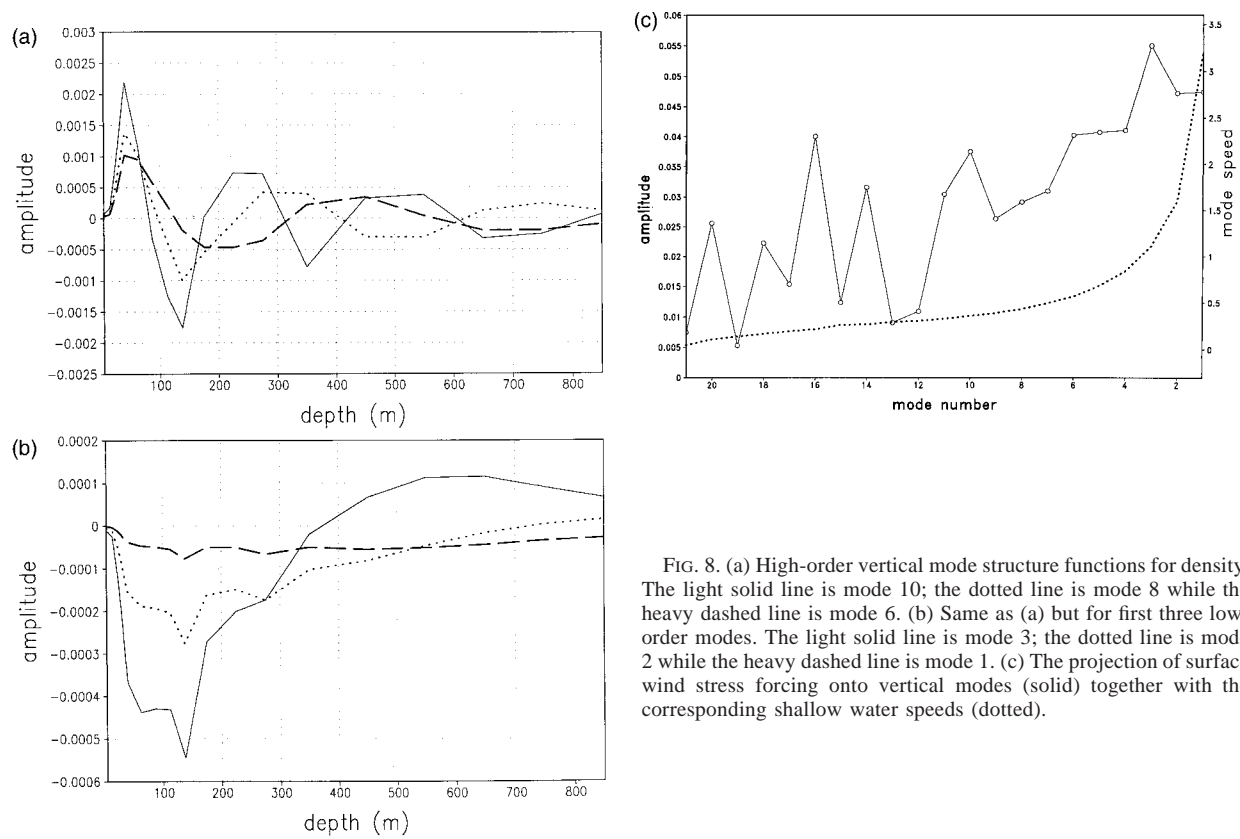 (a)
0.003
0.0025
0.002
0.0015
0.001
0.0005
0
−0.0005
−0.001
−0.0015
−0.002
−0.0025
amplitude
100 200 300 400 500 600 700 800
depth (m)
(b)
0.0002
0.0001
0
−0.0001
−0.0002
−0.0003
−0.0004
−0.0005
−0.0006
amplitude
100 200 300 400 500 600 700 800
depth (m)
(c)
0.06
0.055
0.05
0.045
0.04
0.035
0.03
0.025
0.02
0.015
0.01
0.005
0
amplitude
20 18 16 14 12 10 8 6 4 2
mode number
3.5
3
2.5
2
1.5
1
0.5
0
mode speed
FIG. 8. (a) High-order vertical mode structure functions for density
The light solid line is mode 10; the dotted line is mode 8 while th
heavy dashed line is mode 6. (b) Same as (a) but for first three low
order modes. The light solid line is mode 3; the dotted line is mod
2 while the heavy dashed line is mode 1. (c) The projection of surfac
wind stress forcing onto vertical modes (solid) together with th
corresponding shallow water speeds (dotted).